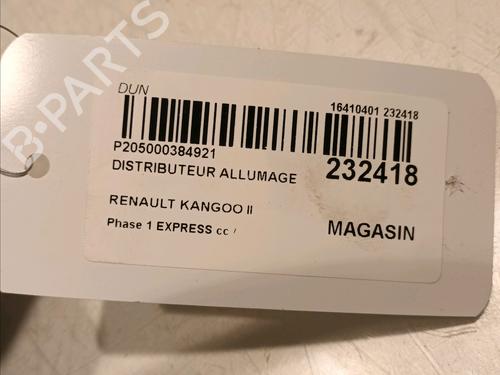 B-PARTS
DUN
16410401 232418
P205000384921
DISTRIBUTEUR ALLUMAGE
232418
RENAULT KANGOO II
Phase 1 EXPRESS cc /
MAGASIN